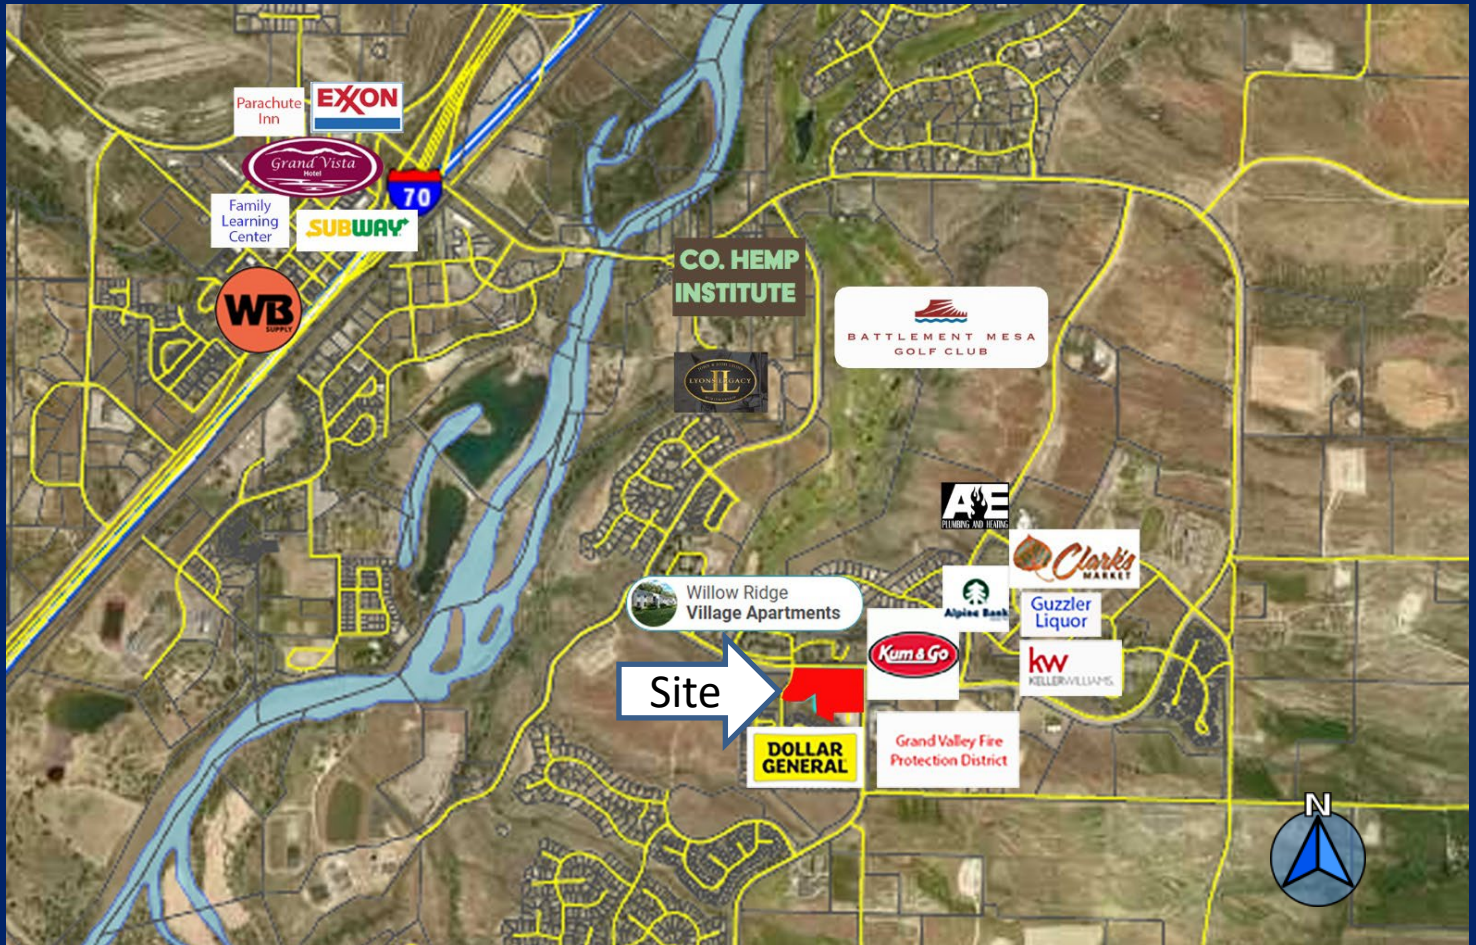 Parachute
Inn
EXXON
Grand Vista
Hotel
70
Family
Learning
Center
SUBWAY
WB
SUPPLY
CO. HEMP
INSTITUTE
BATTLEMENT MESA
GOLF CLUB
LYONS LEGACY
A E
PLUMBING AND HEATING
Clark's
MARKET
Willow Ridge
Village Apartments
Alpine Bank
Guzzler
Liquor
Kum & Go
kw
KELLERWILLIAMS.
Site
DOLLAR
GENERAL
Grand Valley Fire
Protection District
N